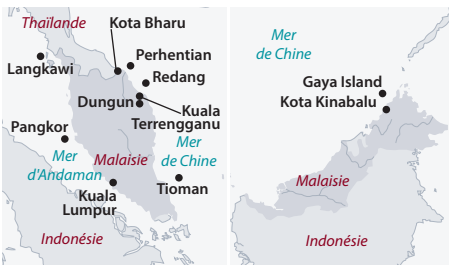 Thaïlande
Kota Bharu
Perhentian
Langkawi
Redang
Dungun
Kuala
Terrengganu
Pangkor
Mer
d'Andaman
Malaisie
Mer
de Chine
Kuala
Lumpur
Tioman
Indonésie
Mer
de Chine
Gaya Island
Kota Kinabalu
Malaisie
Indonésie